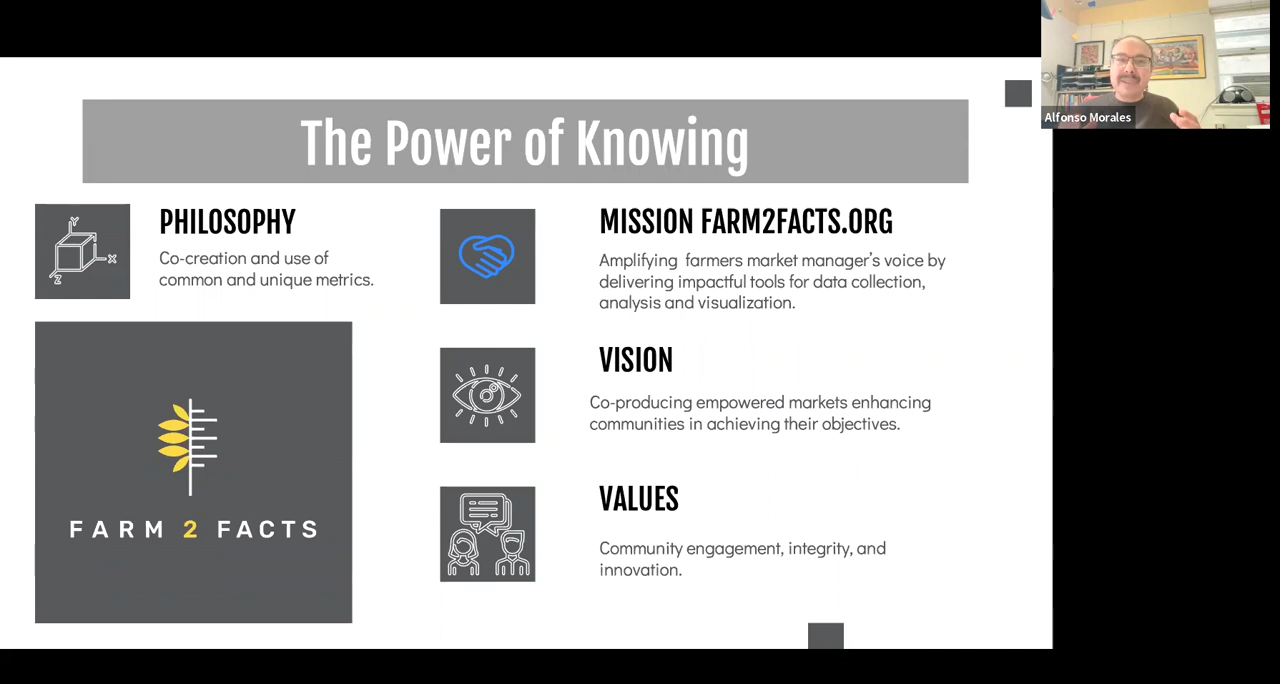 The Power of Knowing
Alfonso Morales
Y
X
Z
PHILOSOPHY
Co-creation and use of
common and unique metrics.
FARM 2 FACTS
MISSION FARM2FACTS.ORG
Amplifying farmers market manager's voice by
delivering impactful tools for data collection,
analysis and visualization.
VISION
Co-producing empowered markets enhancing
communities in achieving their objectives.
VALUES
Community engagement, integrity, and
innovation.